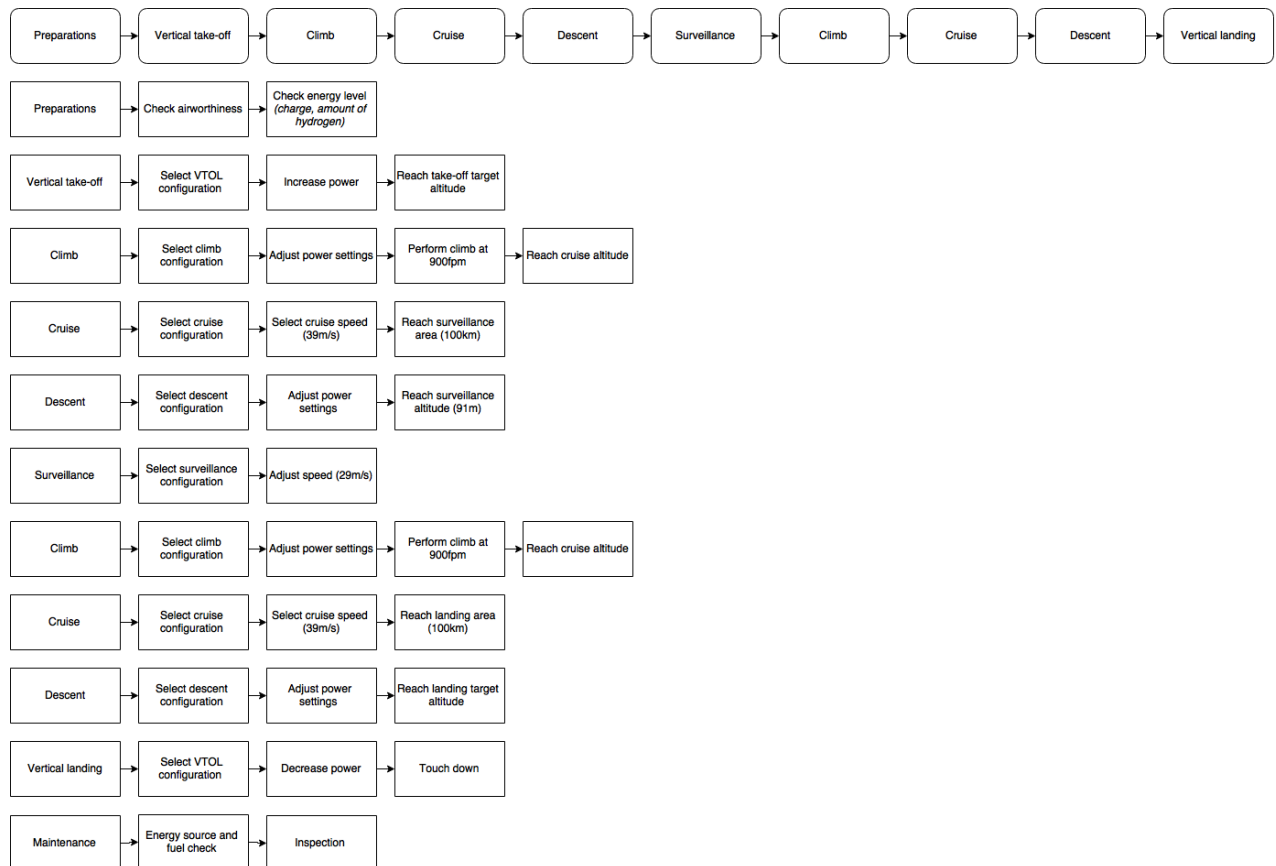 Preparations
Vertical take-off
Climb
Cruise
Descent
Surveillance
Climb
Cruise
Descent
Vertical landing
Preparations
Check airworthiness
Check energy level
(charge, amount of
hydrogen)
Vertical take-off
Select VTOL
configuration
Increase power
Reach take-off target
altitude
Climb
Select climb
configuration
Adjust power settings
Perform climb at
900fpm
Reach cruise altitude
Cruise
Select cruise
configuration
Select cruise speed
(39m/s)
Reach surveillance
area (100km)
Descent
Select descent
configuration
Adjust power
settings
Reach surveillance
altitude (91m)
Surveillance
Select surveillance
configuration
Adjust speed (29m/s)
Climb
Select climb
configuration
Adjust power settings
Perform climb at
900fpm
Reach cruise altitude
Cruise
Select cruise
configuration
Select cruise speed
(39m/s)
Reach landing area
(100km)
Descent
Select descent
configuration
Adjust power
settings
Reach landing target
altitude
Vertical landing
Select VTOL
configuration
Decrease power
Touch down
Maintenance
Energy source and
fuel check
Inspection